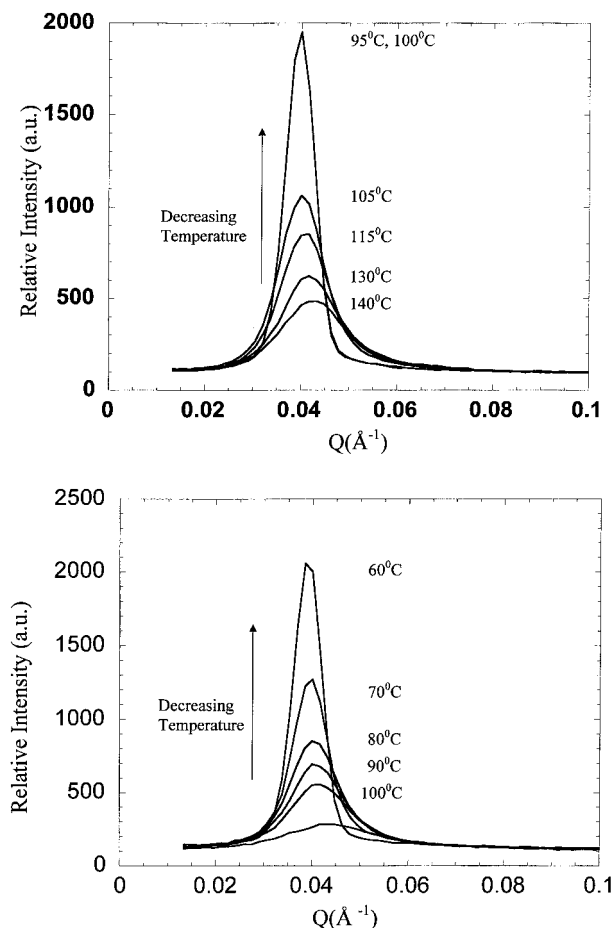 2000
1500
1000
500
0
Relative Intensity (a.u.)
Decreasing
Temperature
95⁰C, 100⁰C
105⁰C
115⁰C
130⁰C
140⁰C
0 0.02 0.04 0.06 0.08 0.1
Q(Å⁻¹)
2500
2000
1500
1000
500
0
Relative Intensity (a.u.)
Decreasing
Temperature
60⁰C
70⁰C
80⁰C
90⁰C
100⁰C
0 0.02 0.04 0.06 0.08 0.1
Q(Å⁻¹)